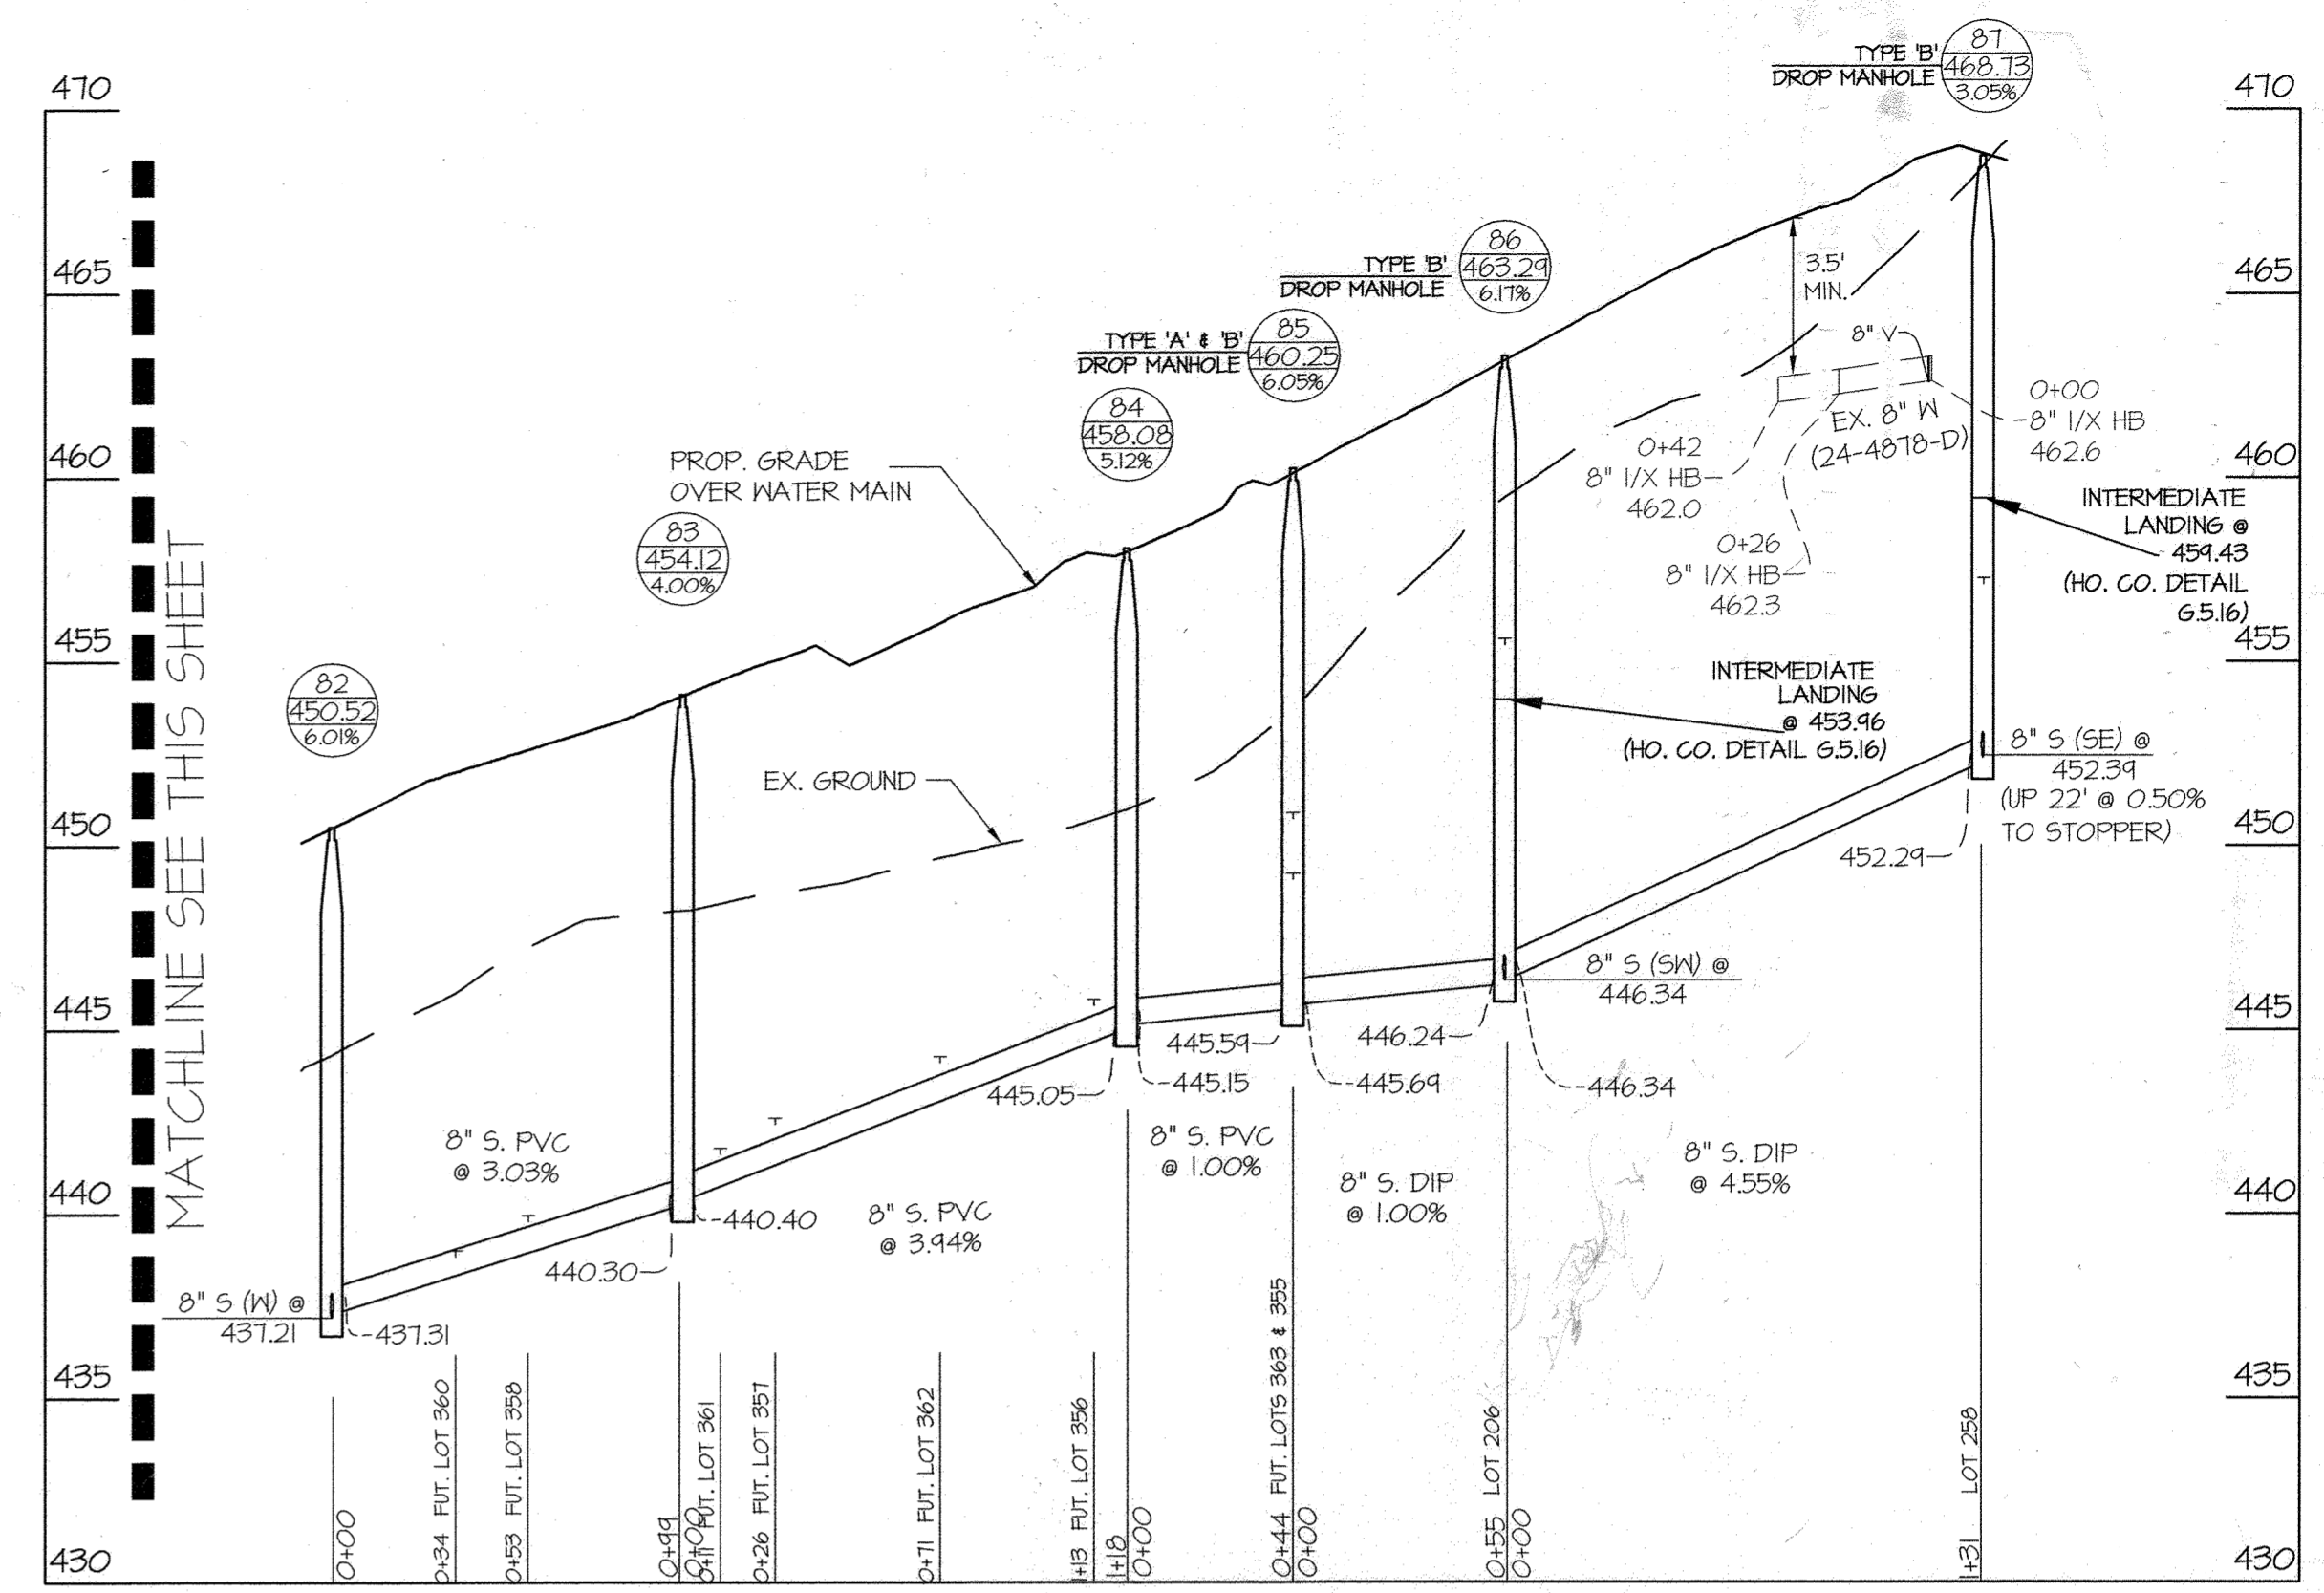 87
TYPE 'B'
468.73
DROP MANHOLE
3.05%
470
470
86
TYPE 'B'
463.29
DROP MANHOLE
6.17%
465
465
3.5'
MIN.
85
TYPE 'A' & 'B'
460.25
DROP MANHOLE
6.05%
8" V
84
458.08
5.12%
0+00
8" 1/X HB
462.6
EX. 8" W
(24-4878-D)
0+42
8" 1/X HB
462.0
460
460
PROP. GRADE
OVER WATER MAIN
83
454.12
4.00%
INTERMEDIATE
LANDING @
459.43
(HO. CO. DETAIL
G.5.16)
0+26
8" 1/X HB
462.3
455
455
82
450.52
6.01%
INTERMEDIATE
LANDING
@ 453.96
(HO. CO. DETAIL G.5.16)
8" S (SE) @
452.39
(UP 22' @ 0.50%
TO STOPPER)
EX. GROUND
450
450
452.29
MATCHLINE SEE THIS SHEET
8" S (SW) @
446.34
445
445
445.59
446.24
445.05
445.15
445.69
446.34
8" S. PVC
@ 3.03%
8" S. PVC
@ 1.00%
8" S. DIP
@ 1.00%
8" S. DIP
@ 4.55%
440
440
440.40
8" S. PVC
@ 3.94%
440.30
8" S (W) @
437.21
437.31
435
435
0+00
0+34 FUT. LOT 360
0+53 FUT. LOT 358
0+99
0+00
0+11 FUT. LOT 361
0+26 FUT. LOT 357
0+71 FUT. LOT 362
1+13 FUT. LOT 356
1+18
0+00
0+44 FUT. LOTS 363 & 355
0+00
0+55 LOT 206
0+00
1+31 LOT 258
430
430